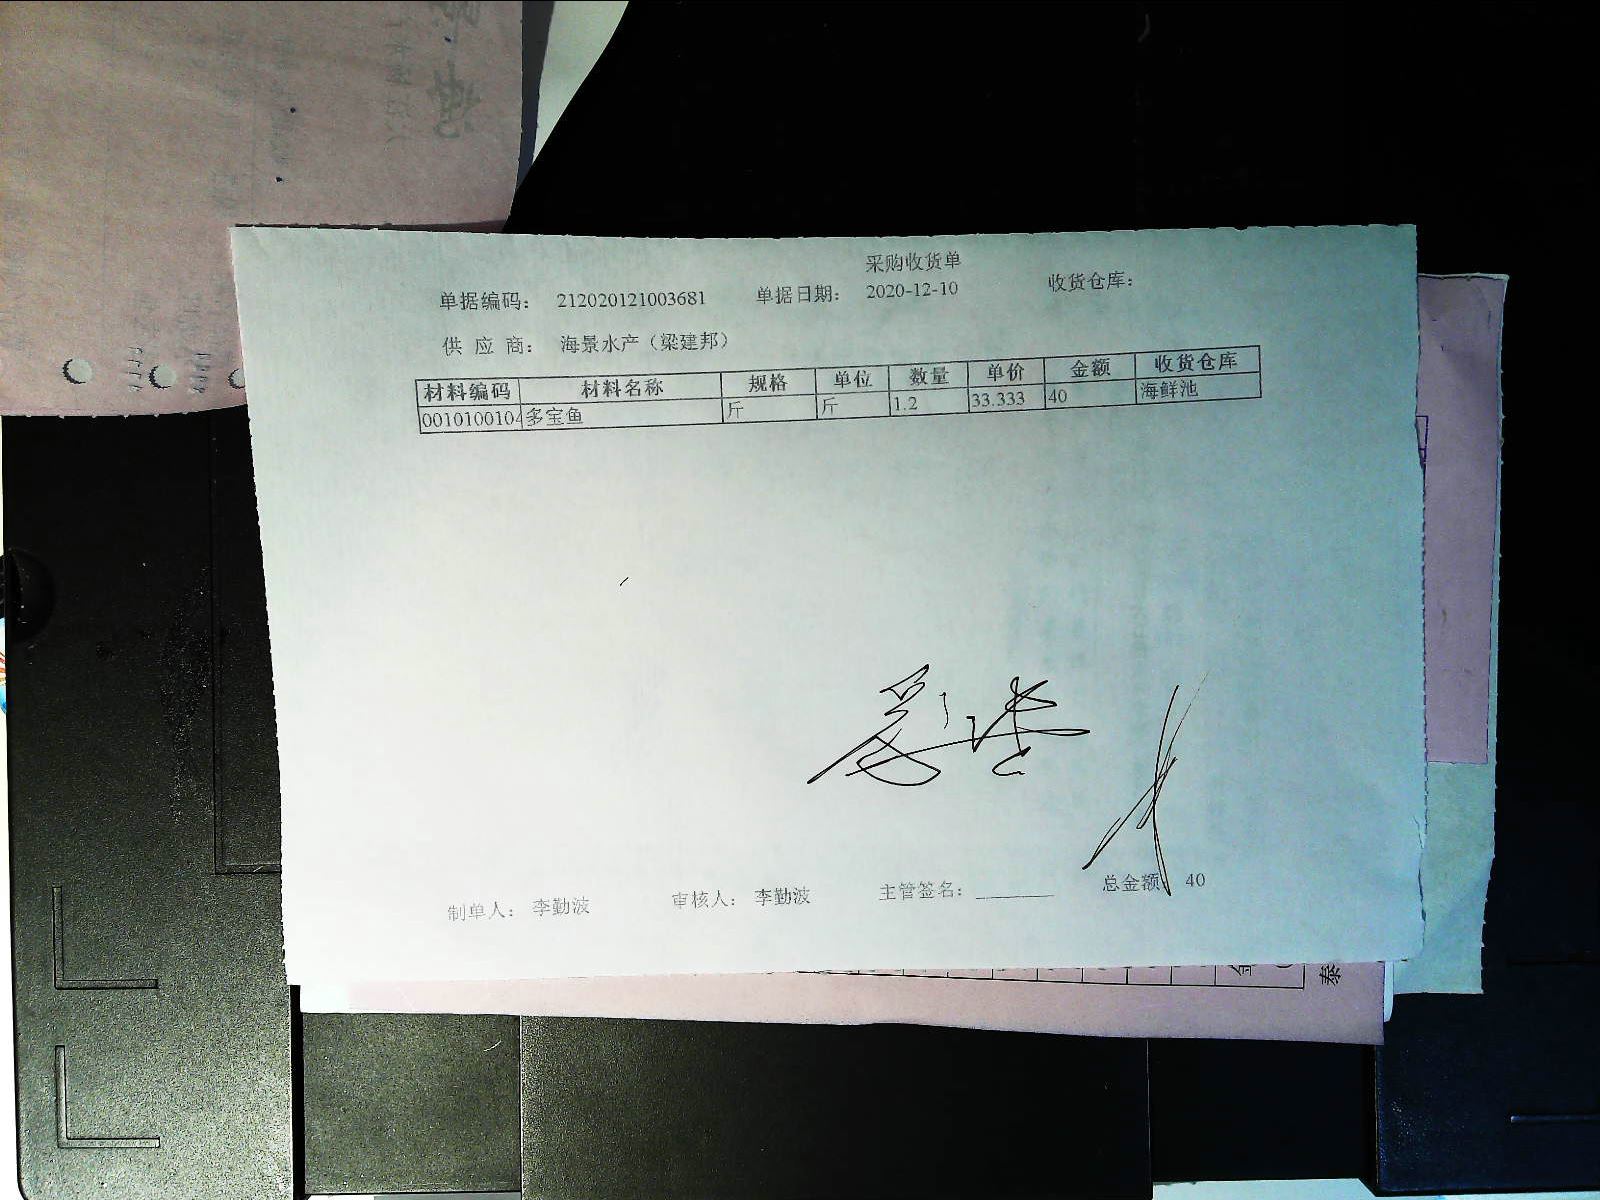 采购收货单
单据编码: 212020121003681 单据日期: 2020-12-10 收货仓库:
供 应 商: 海景水产（梁建邦）
材料编码 材料名称 规格 单位 数量 单价 金额 收货仓库
0010100104 多宝鱼 斤 斤 1.2 33.333 40 海鲜池
制单人: 李勤波 审核人: 李勤波 主管签名: 总金额: 40
泰